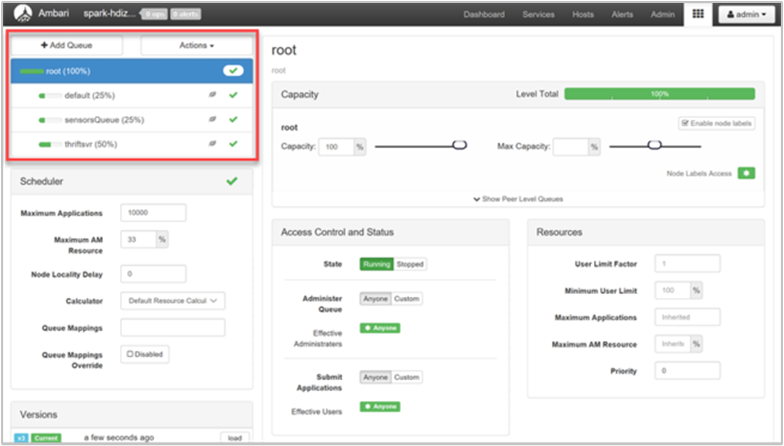 Ambari spark-hdiz... 0 ops 0 alerts Dashboard Services Hosts Alerts Admin admin
Add Queue Actions
root (100%)
default (25%)
sensorsQueue (25%)
thriftsvr (50%)
Scheduler
Maximum Applications 10000
Maximum AM Resource 33 %
Node Locality Delay 0
Calculator Default Resource Calcul
Queue Mappings
Queue Mappings Override Disabled
Versions
v3 Current a few seconds ago load
root
root
Capacity Level Total 100%
root Enable node labels
Capacity: 100 % Max Capacity: %
Node Labels Access
Show Peer Level Queues
Access Control and Status
State Running Stopped
Administer Queue Anyone Custom
Effective Administraters Anyone
Submit Applications Anyone Custom
Effective Users Anyone
Resources
User Limit Factor 1
Minimum User Limit 100 %
Maximum Applications Inherited
Maximum AM Resource Inherit %
Priority 0